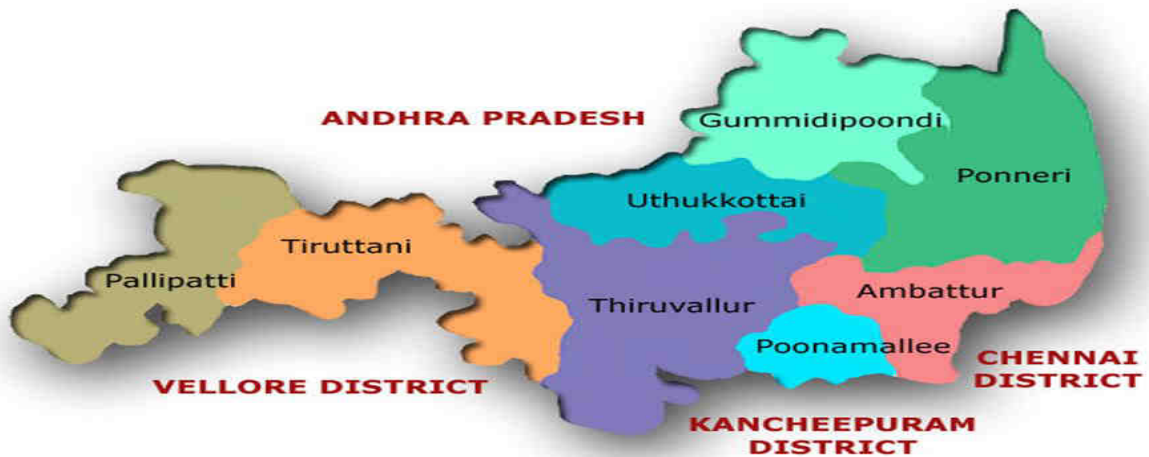 ANDHRA PRADESH
Gummidipoondi
Ponneri
Uthukkottai
Tiruttani
Pallipatti
Thiruvallur
Ambattur
Poonamallee
VELLORE DISTRICT
CHENNAI
DISTRICT
KANCHEEPURAM
DISTRICT